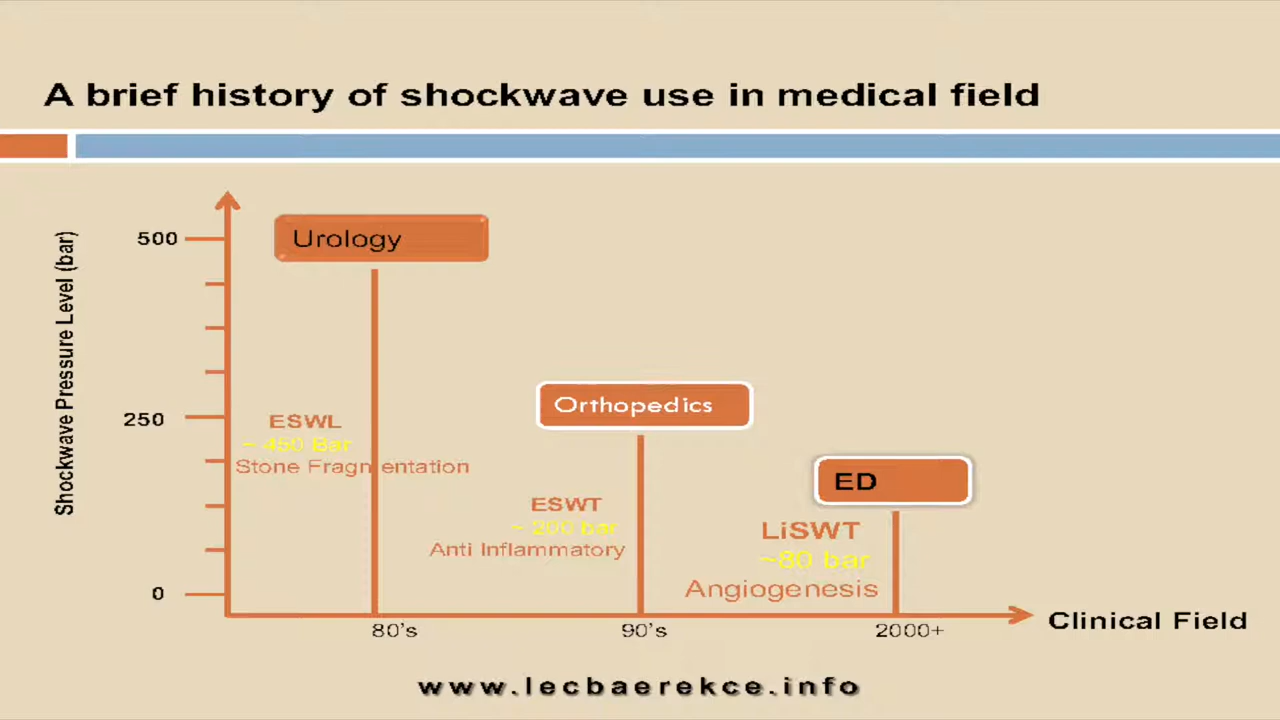 A brief history of shockwave use in medical field
Shockwave Pressure Level (bar)
500
250
0
Urology
ESWL
~ 450 Bar
Stone Fragmentation
Orthopedics
ESWT
~ 200 bar
Anti Inflammatory
ED
LiSWT
~80 bar
Angiogenesis
80's
90's
2000+
Clinical Field
www.lecbaerekce.info